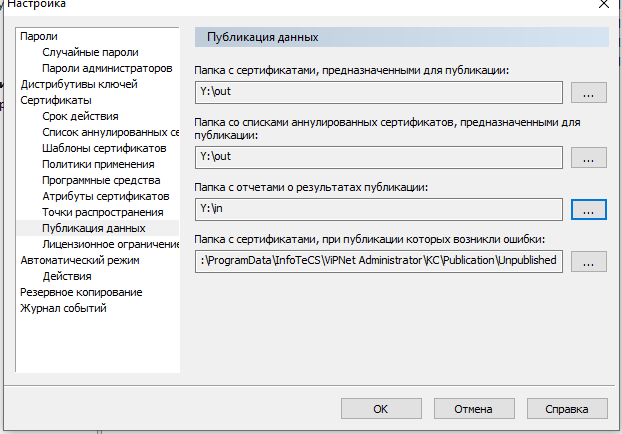 Настройка
Пароли
Случайные пароли
Пароли администраторов
Дистрибутивы ключей
Сертификаты
Срок действия
Список аннулированных се
Шаблоны сертификатов
Политики применения
Программные средства
Атрибуты сертификатов
Точки распространения
Публикация данных
Лицензионное ограничение
Автоматический режим
Действия
Резервное копирование
Журнал событий
Публикация данных
Папка с сертификатами, предназначенными для публикации:
Y:\out
...
Папка со списками аннулированных сертификатов, предназначенными для
публикации:
Y:\out
...
Папка с отчетами о результатах публикации:
Y:\in
...
Папка с сертификатами, при публикации которых возникли ошибки:
:\ProgramData\InfoTeCS\ViPNet Administrator\KC\Publication\Unpublished
...
OK
Отмена
Справка